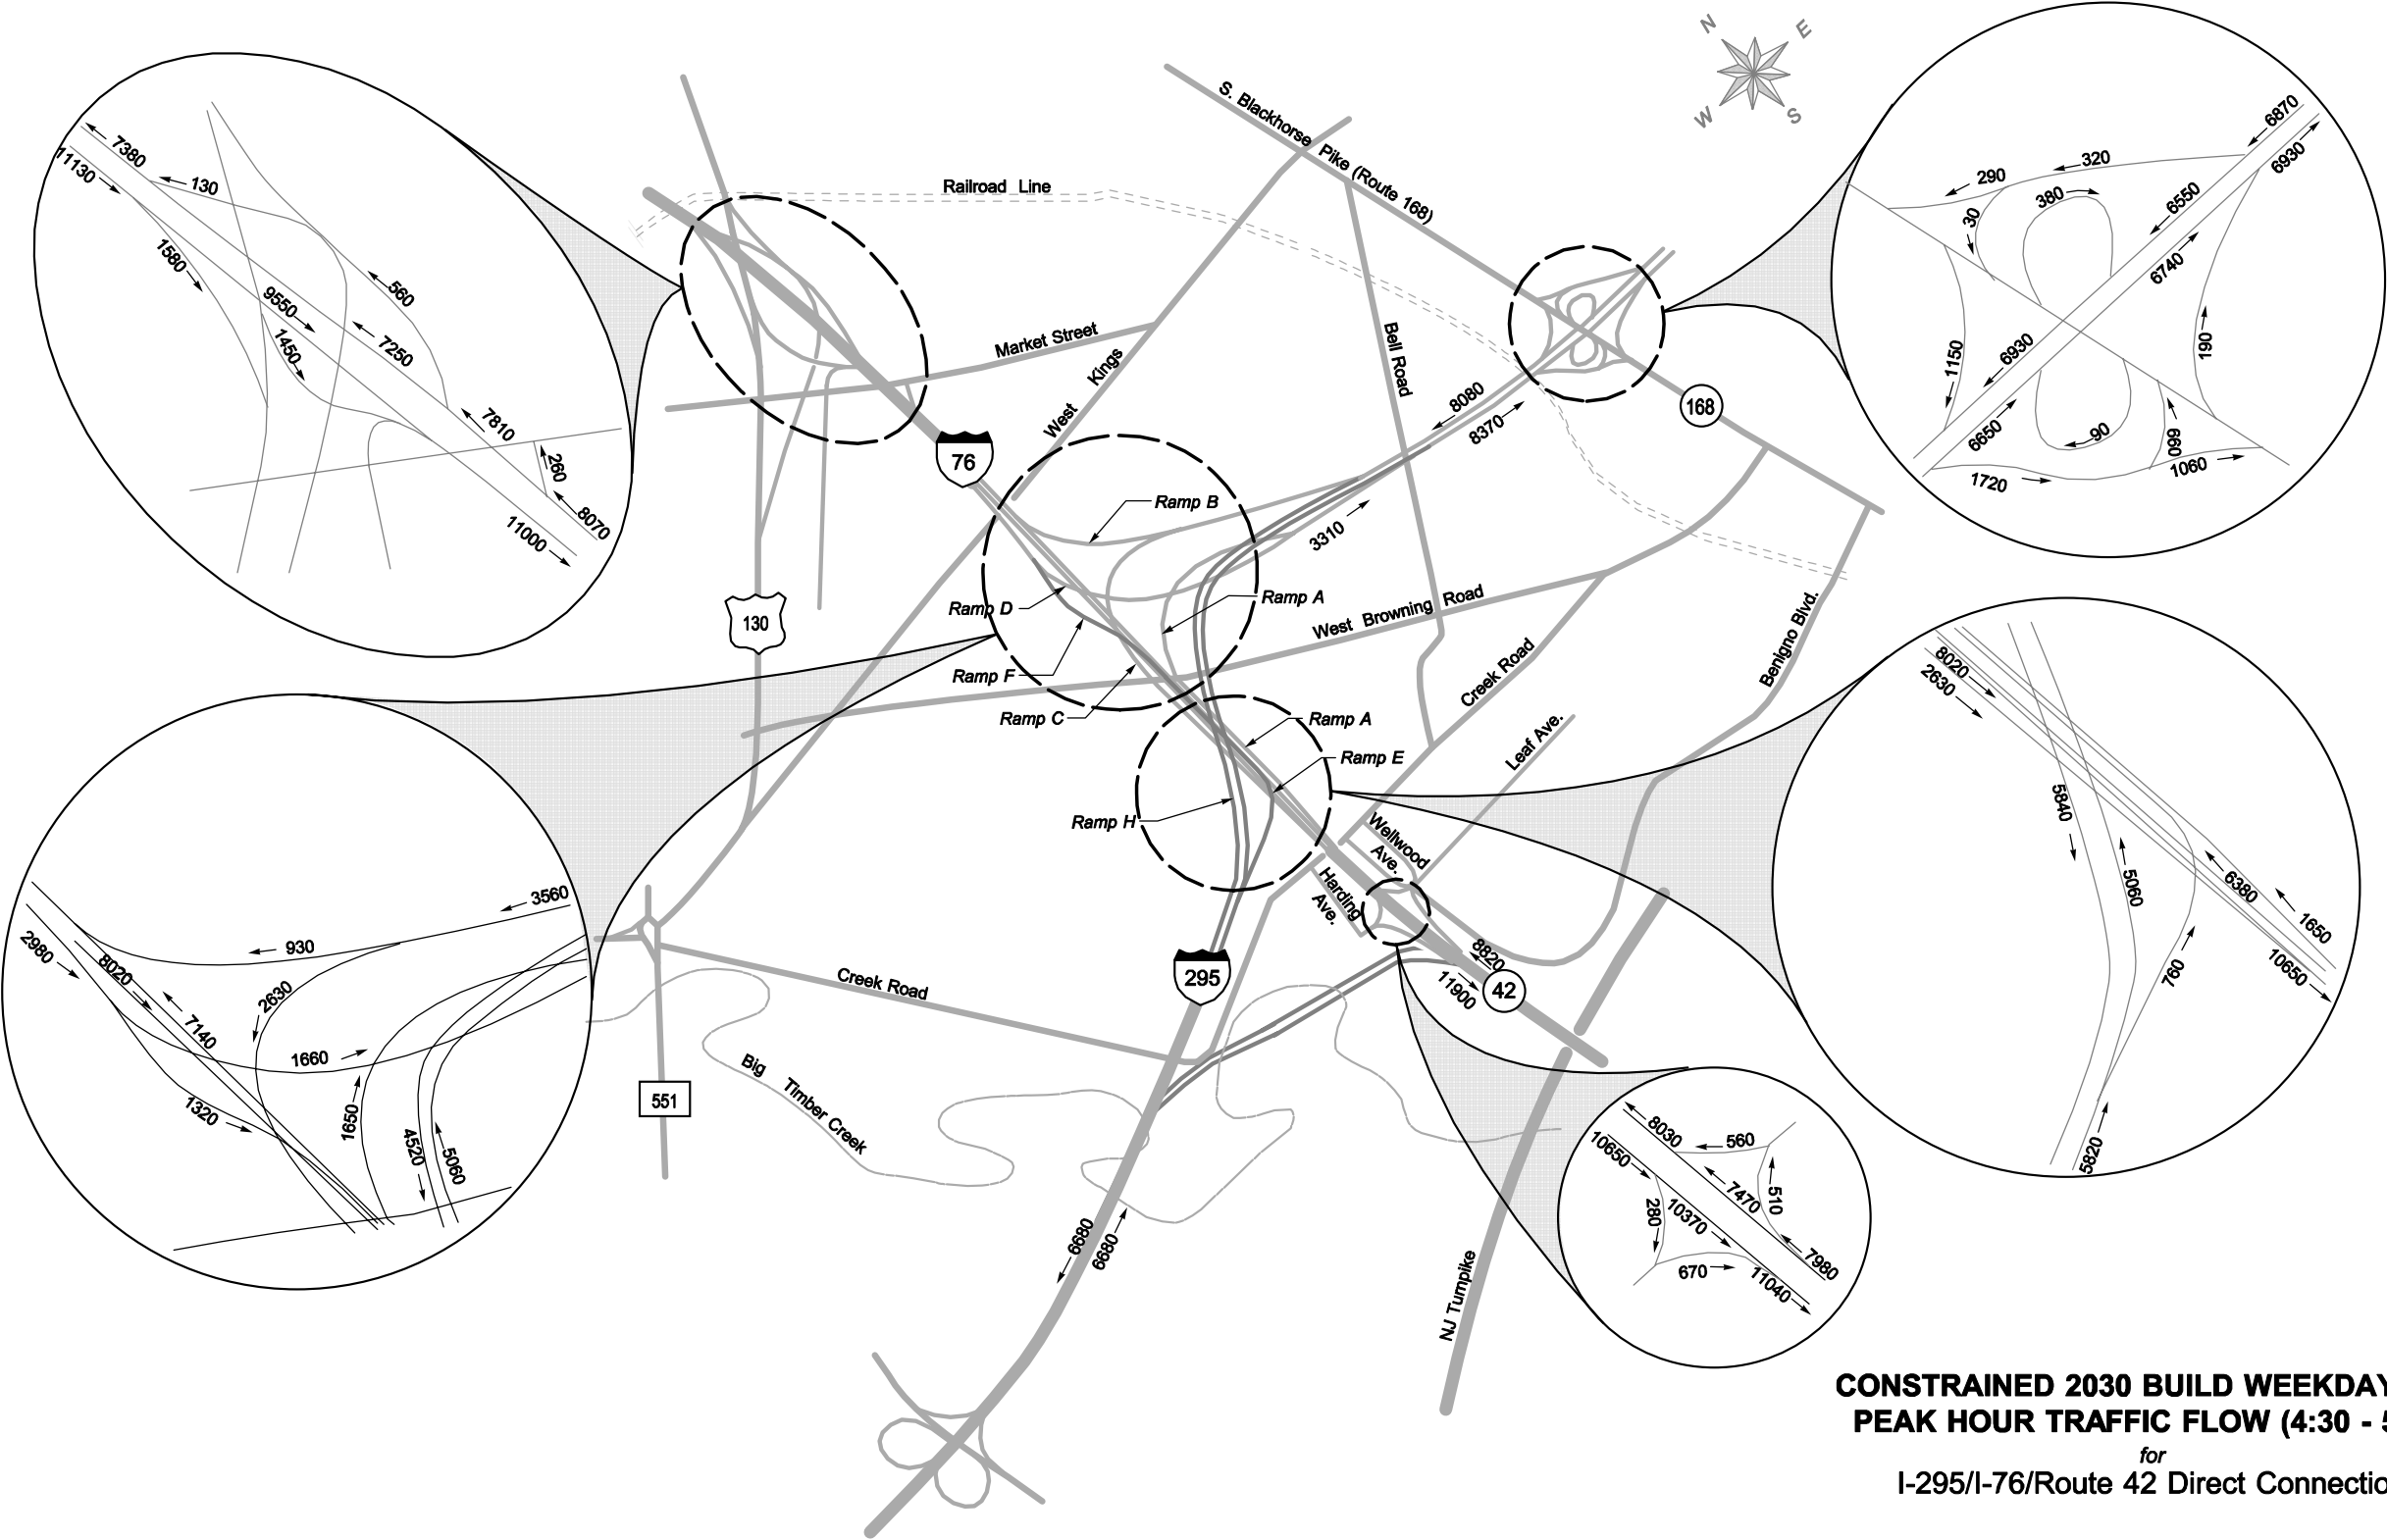 N
E
W
S
7380
11130
130
1580
560
9550
1450
7250
7810
260
8070
11000
Railroad Line
S. Blackhorse Pike (Route 168)
Market Street
West Kings
Bell Road
76
168
130
8080
8370
3310
Ramp B
Ramp D
Ramp A
Ramp F
Ramp C
West Browning Road
Creek Road
Benigno Blvd.
Leaf Ave.
Ramp A
Ramp E
Ramp H
Wellwood
Ave.
Harding
Ave.
295
8820
11900
42
Creek Road
551
Big Timber Creek
6680
6680
NJ Turnpike
6870
6930
320
290
380
30
6550
6740
1150
6930
6650
190
90
660
1060
1720
8020
2630
5840
5060
6380
1650
10650
760
5820
3560
930
2980
8020
2630
7140
1660
1320
1650
4520
5060
8030
560
10650
7470
510
280
10370
7980
670
11040
CONSTRAINED 2030 BUILD WEEKDAY
PEAK HOUR TRAFFIC FLOW (4:30 - 5
for
I-295/I-76/Route 42 Direct Connectio